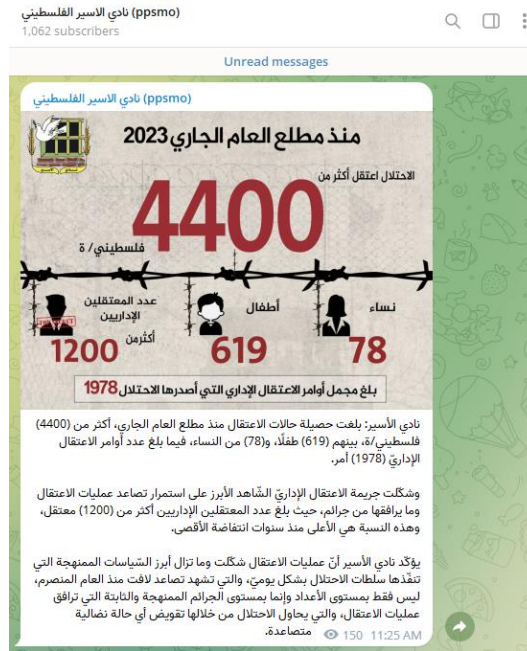 نادي الاسير الفلسطيني (ppsmo)
1,062 subscribers
Unread messages
نادي الاسير الفلسطيني (ppsmo)
منذ مطلع العام الجاري 2023
الاحتلال اعتقل أكثر من
4400
فلسطيني/ ة
نساء
78
أطفال
619
عدد المعتقلين
الإداريين
أكثر من
1200
بلغ مجمل أوامر الاعتقال الإداري التي أصدرها الاحتلال 1978
نادي الأسير: بلغت حصيلة حالات الاعتقال منذ مطلع العام الجاري، أكثر من (4400)
فلسطيني/ة، بينهم (619) طفلًا، و(78) من النساء، فيما بلغ عدد أوامر الاعتقال
الإداريّ (1978) أمر.
وشكّلت جريمة الاعتقال الإداريّ الشّاهد الأبرز على استمرار تصاعد عمليات الاعتقال
وما يرافقها من جرائم، حيث بلغ عدد المعتقلين الإداريين أكثر من (1200) معتقل،
وهذه النسبة هي الأعلى منذ سنوات انتفاضة الأقصى.
يؤكّد نادي الأسير أنّ عمليات الاعتقال شكّلت وما تزال أبرز السّياسات الممنهجة التي
تنفّذها سلطات الاحتلال بشكل يوميّ، والتي تشهد تصاعد لافت منذ العام المنصرم،
ليس فقط بمستوى الأعداد وإنما بمستوى الجرائم الممنهجة والثابتة التي ترافق
عمليات الاعتقال، والتي يحاول الاحتلال من خلالها تقويض أي حالة نضالية
متصاعدة.
150 11:25 AM